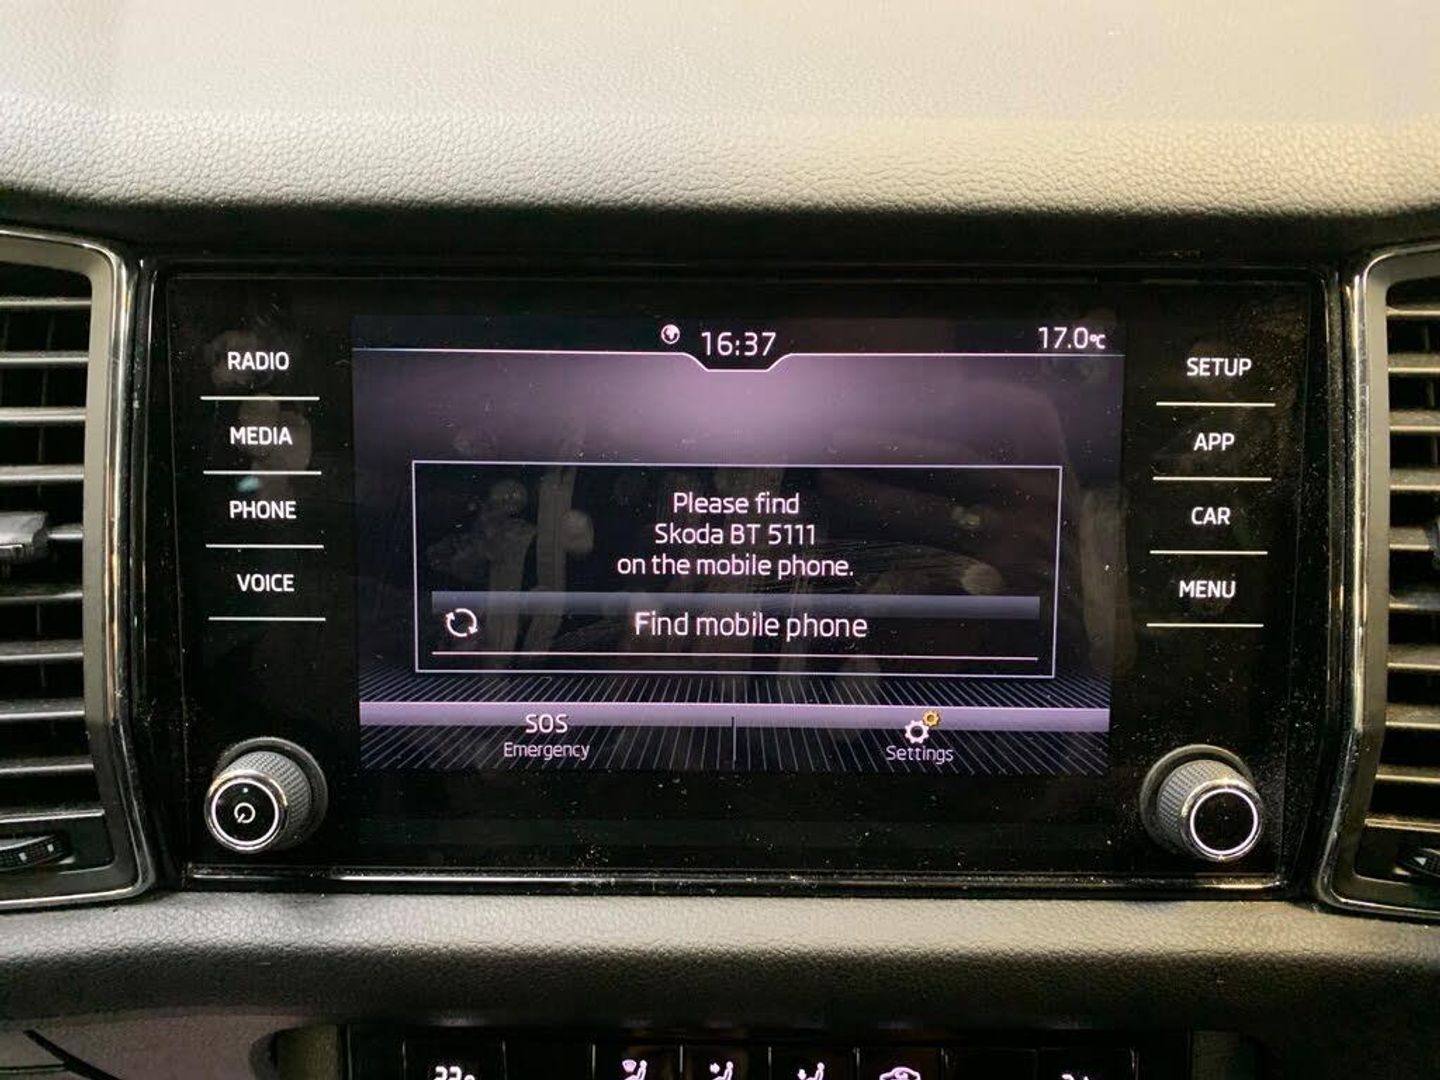 16:37
17.0°C
RADIO
MEDIA
PHONE
VOICE
SETUP
APP
CAR
MENU
Please find
Skoda BT 5111
on the mobile phone.
Find mobile phone
SOS
Emergency
Settings